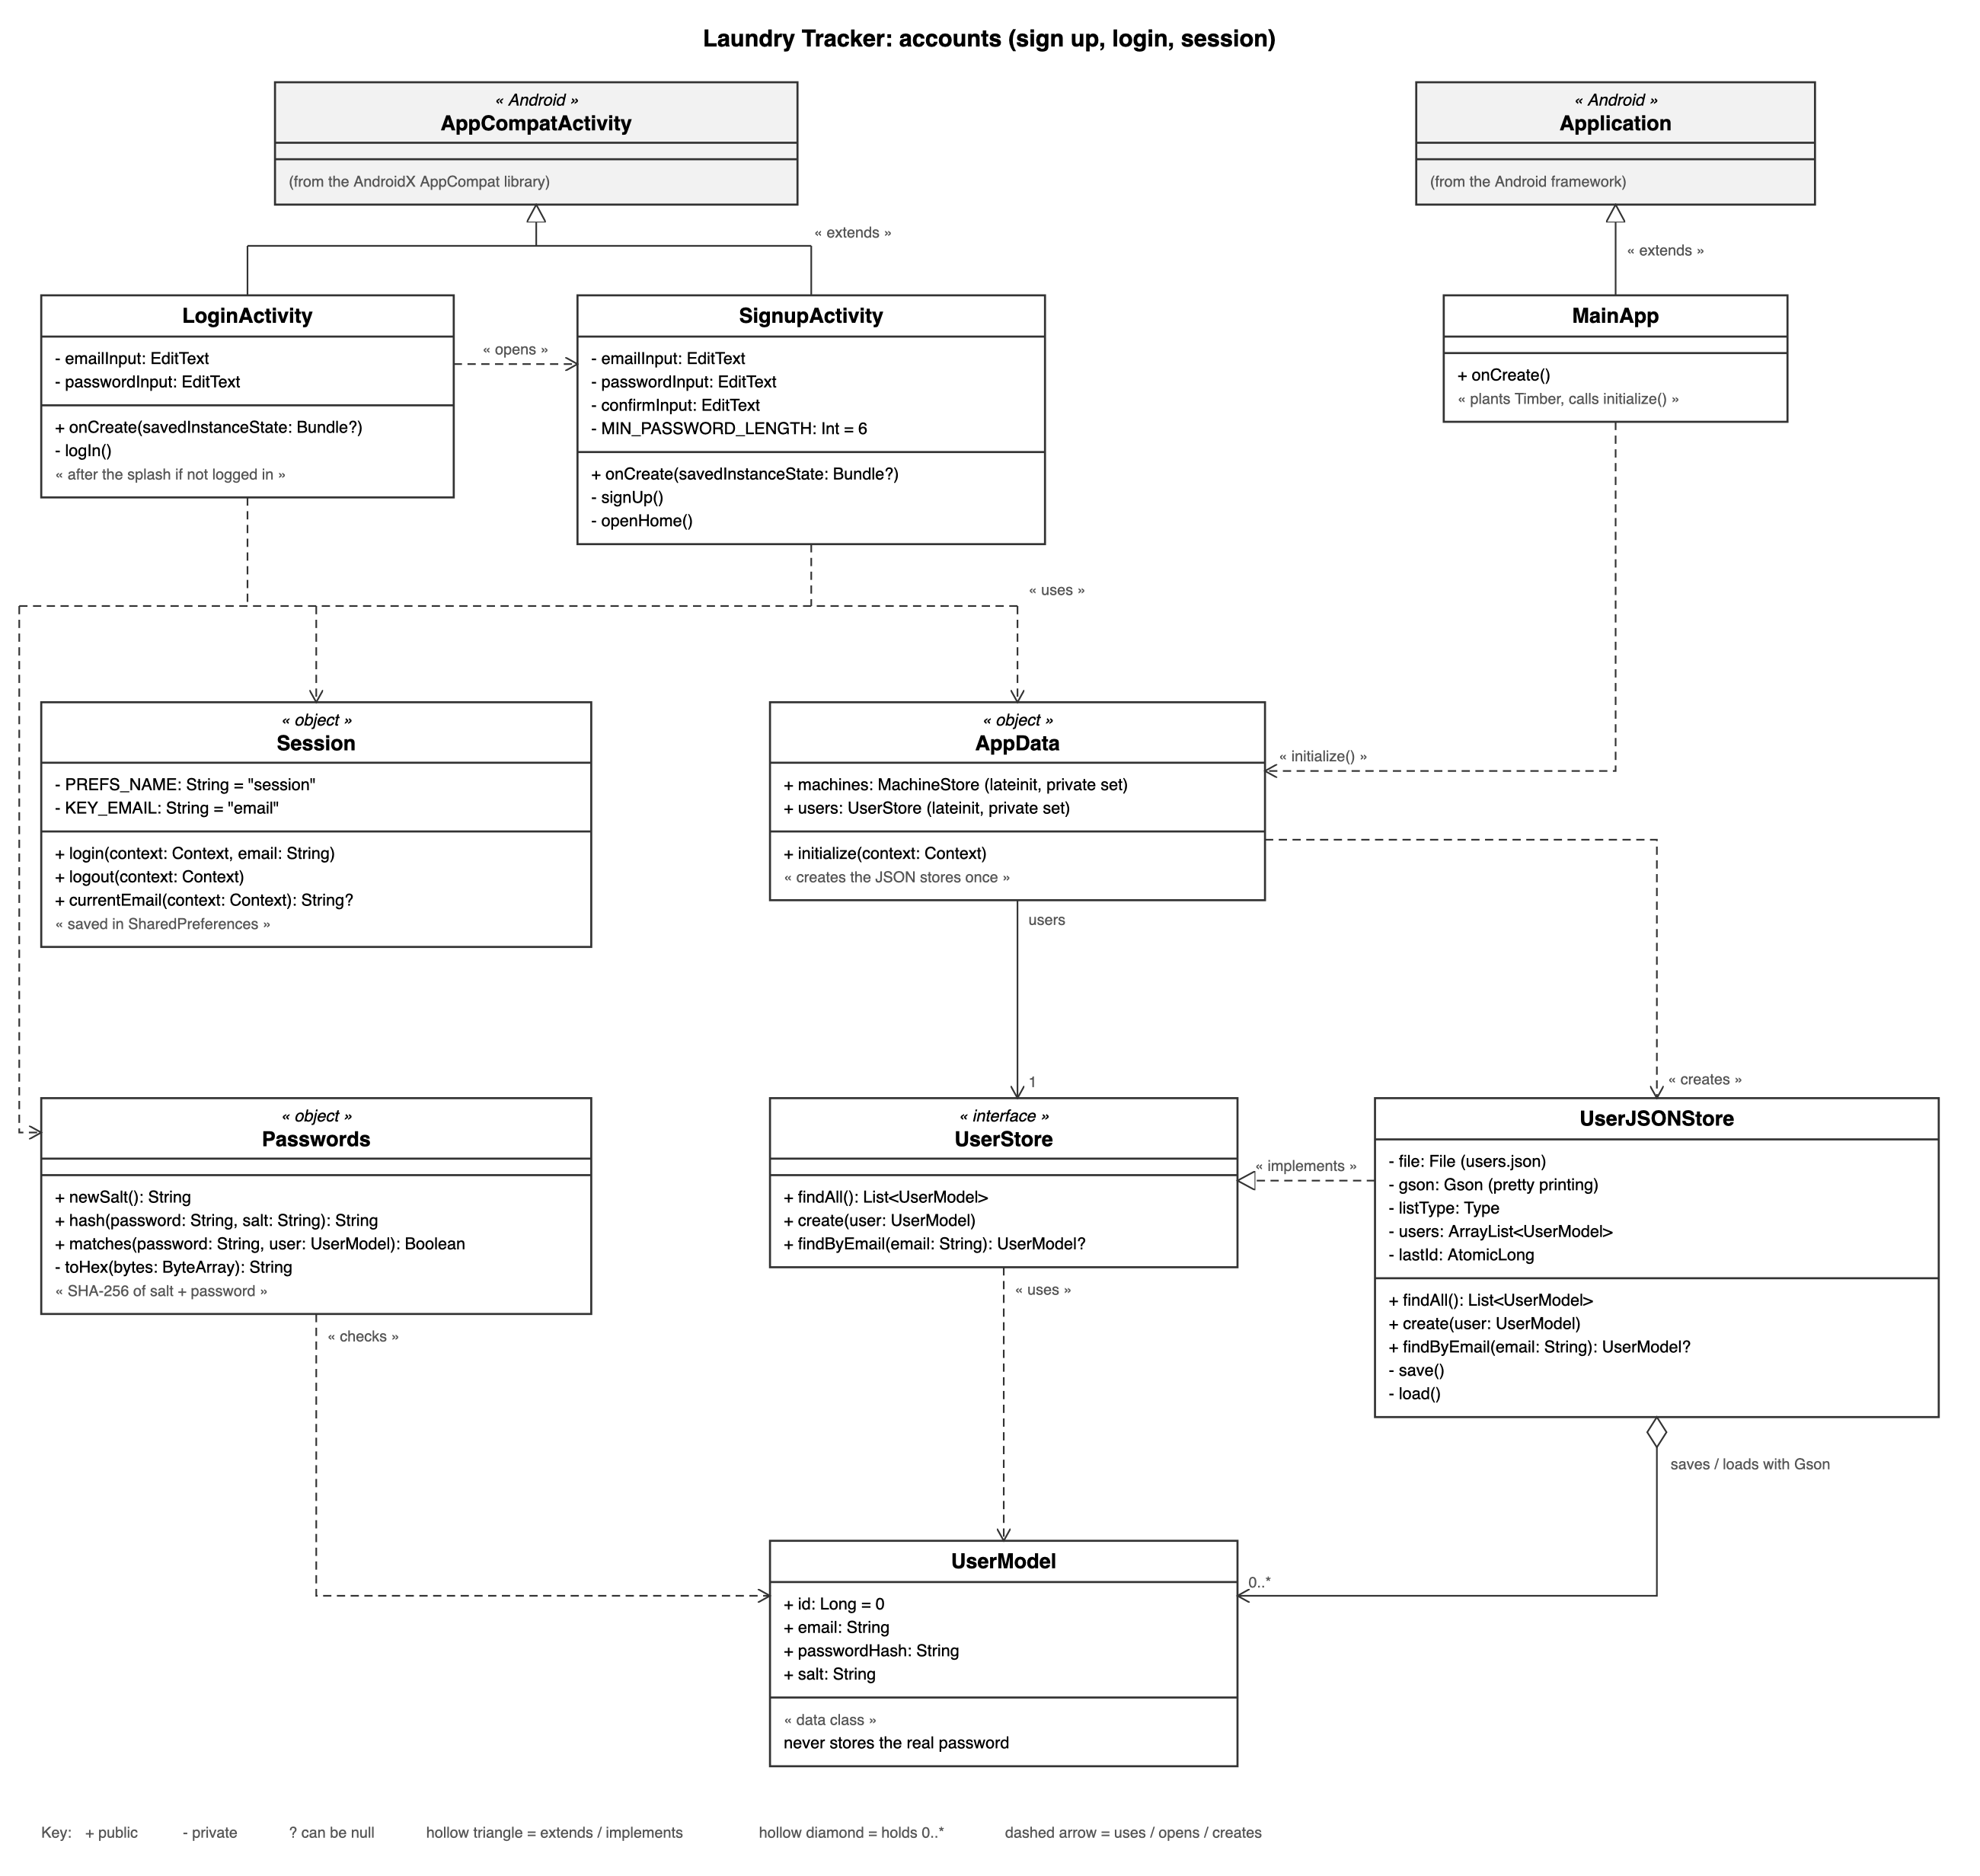 Laundry Tracker: accounts (sign up, login, session)
« Android »
AppCompatActivity
(from the AndroidX AppCompat library)
« Android »
Application
(from the Android framework)
« extends »
« extends »
LoginActivity
- emailInput: EditText
- passwordInput: EditText
+ onCreate(savedInstanceState: Bundle?)
- logIn()
« after the splash if not logged in »
« opens »
SignupActivity
- emailInput: EditText
- passwordInput: EditText
- confirmInput: EditText
- MIN_PASSWORD_LENGTH: Int = 6
+ onCreate(savedInstanceState: Bundle?)
- signUp()
- openHome()
MainApp
+ onCreate()
« plants Timber, calls initialize() »
« uses »
« object »
Session
- PREFS_NAME: String = "session"
- KEY_EMAIL: String = "email"
+ login(context: Context, email: String)
+ logout(context: Context)
+ currentEmail(context: Context): String?
« saved in SharedPreferences »
« object »
AppData
+ machines: MachineStore (lateinit, private set)
+ users: UserStore (lateinit, private set)
+ initialize(context: Context)
« creates the JSON stores once »
« initialize() »
users
1
« creates »
« object »
Passwords
+ newSalt(): String
+ hash(password: String, salt: String): String
+ matches(password: String, user: UserModel): Boolean
- toHex(bytes: ByteArray): String
« SHA-256 of salt + password »
« interface »
UserStore
+ findAll(): List<UserModel>
+ create(user: UserModel)
+ findByEmail(email: String): UserModel?
« implements »
UserJSONStore
- file: File (users.json)
- gson: Gson (pretty printing)
- listType: Type
- users: ArrayList<UserModel>
- lastId: AtomicLong
+ findAll(): List<UserModel>
+ create(user: UserModel)
+ findByEmail(email: String): UserModel?
- save()
- load()
« checks »
« uses »
saves / loads with Gson
0..*
UserModel
+ id: Long = 0
+ email: String
+ passwordHash: String
+ salt: String
« data class »
never stores the real password
Key: + public - private ? can be null hollow triangle = extends / implements hollow diamond = holds 0..* dashed arrow = uses / opens / creates